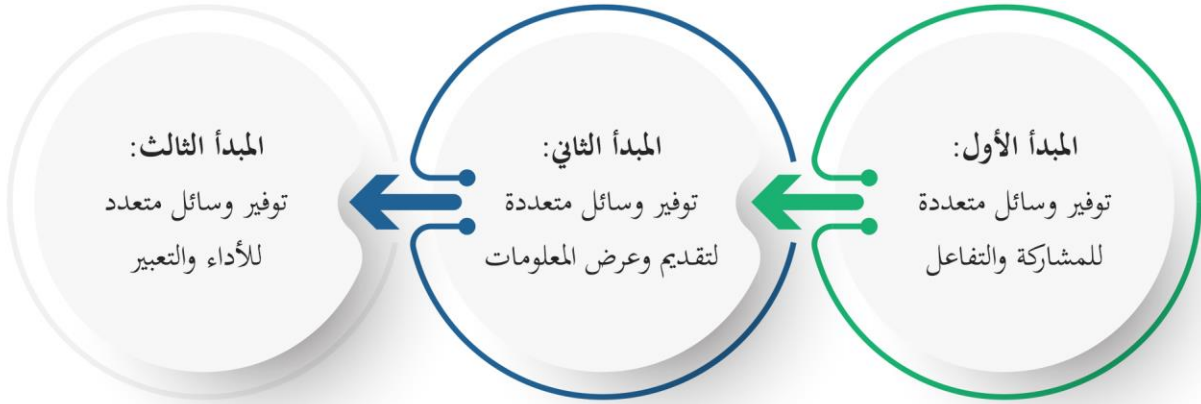 المبدأ الأول:
توفير وسائل متعددة
للمشاركة والتفاعل
المبدأ الثاني:
توفير وسائل متعددة
لتقديم وعرض المعلومات
المبدأ الثالث:
توفير وسائل متعدد
للأداء والتعبير